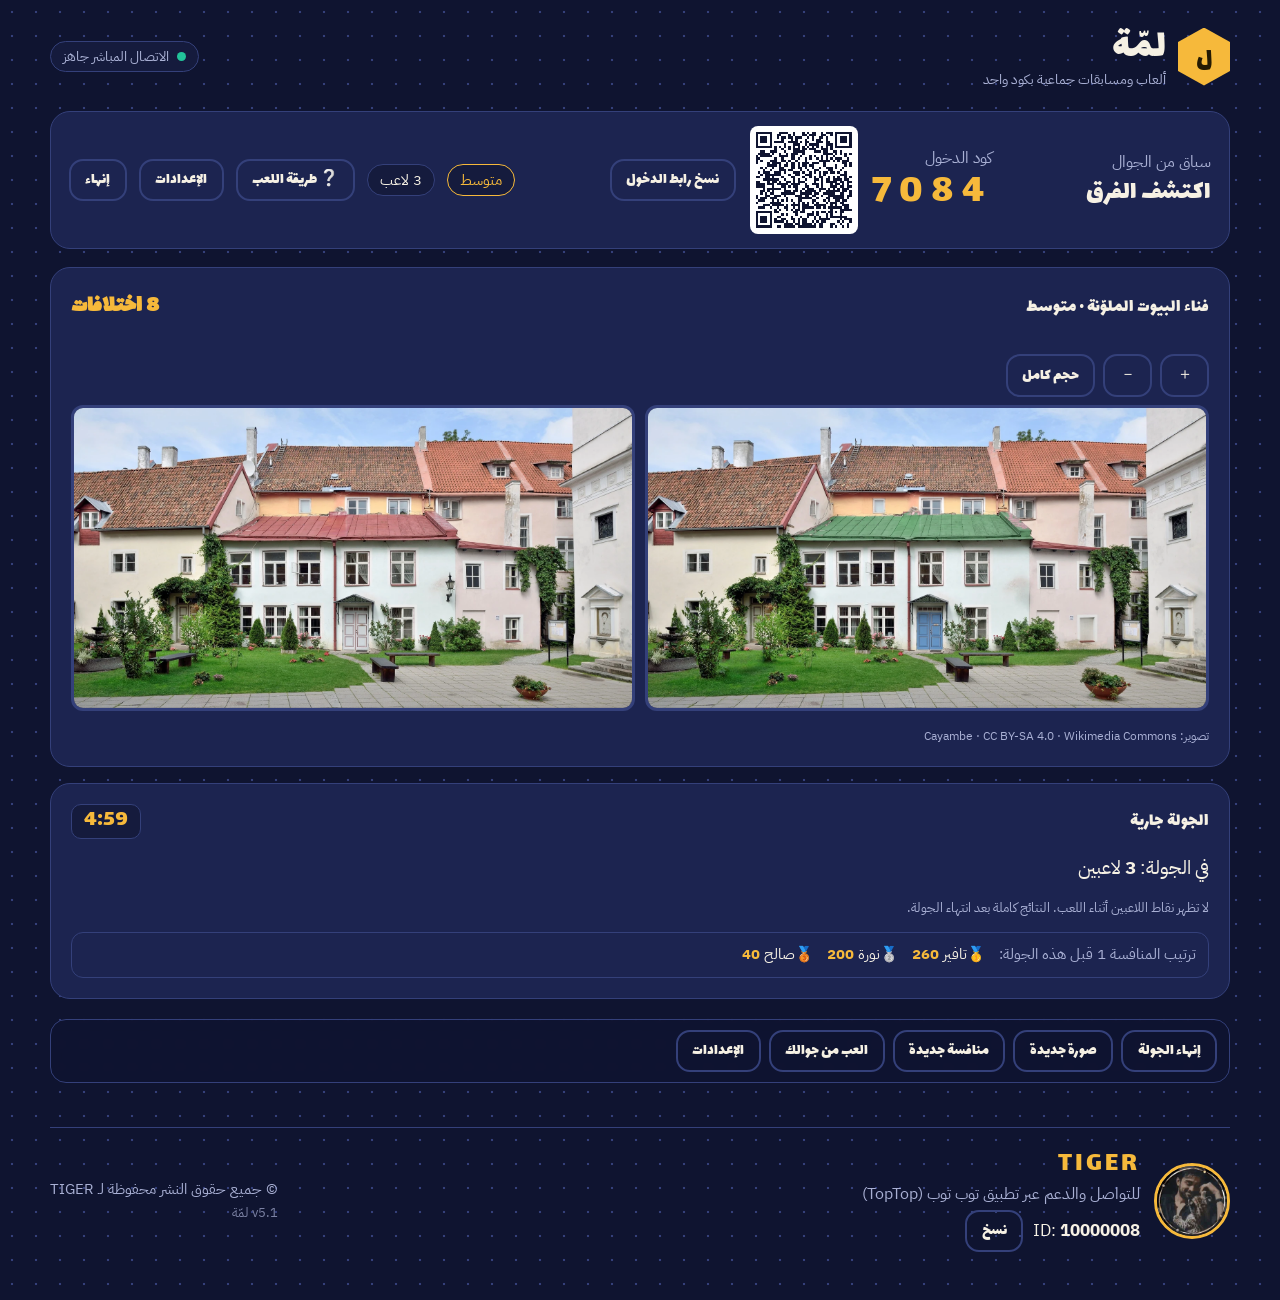 ل
لمّة
ألعاب ومسابقات جماعية بكود واحد
الاتصال المباشر جاهز
سباق من الجوال
اكتشف الفرق
كود الدخول
7084
نسخ رابط الدخول
متوسط
3 لاعب
❔ طريقة اللعب
الإعدادات
إنهاء
فناء البيوت الملوّنة · متوسط
8 اختلافات
+
−
حجم كامل
تصوير: Cayambe · CC BY-SA 4.0 · Wikimedia Commons
الجولة جارية
4:59
في الجولة: 3 لاعبين
لا تظهر نقاط اللاعبين أثناء اللعب. النتائج كاملة بعد انتهاء الجولة.
ترتيب المنافسة 1 قبل هذه الجولة: 🥇 تافير 260 🥈 نورة 200 🥉 صالح 40
إنهاء الجولة
صورة جديدة
منافسة جديدة
العب من جوالك
الإعدادات
TIGER
للتواصل والدعم عبر تطبيق توب توب (TopTop)
ID: 10000008
نسخ
© جميع حقوق النشر محفوظة لـ TIGER
لمّة v5.1